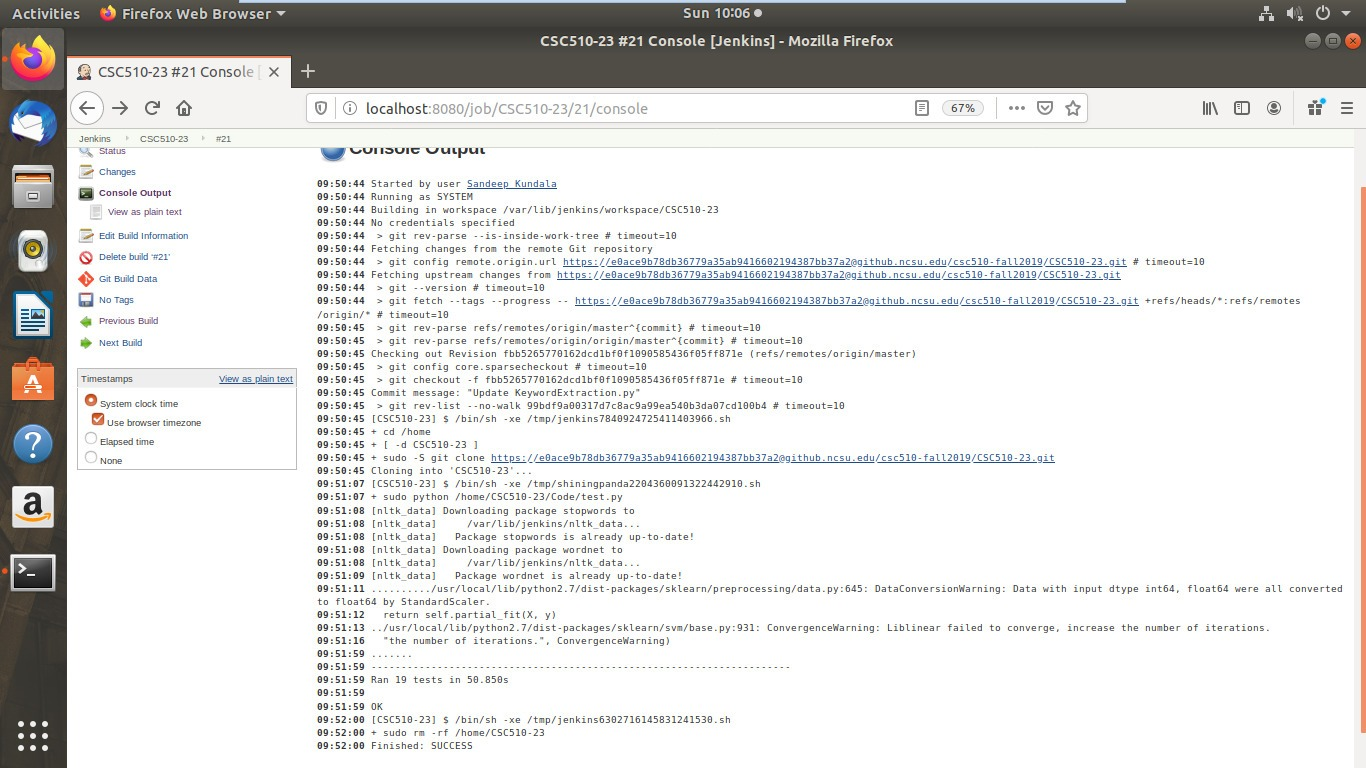 Activities
Firefox Web Browser
Sun 10:06
CSC510-23 #21 Console [Jenkins] - Mozilla Firefox
CSC510-23 #21 Console [
localhost:8080/job/CSC510-23/21/console
67%
Jenkins
CSC510-23
#21
Status
Changes
Console Output
View as plain text
Edit Build Information
Delete build '#21'
Git Build Data
No Tags
Previous Build
Next Build
Timestamps
View as plain text
System clock time
Use browser timezone
Elapsed time
None
Console Output
09:50:44 Started by user Sandeep Kundala
09:50:44 Running as SYSTEM
09:50:44 Building in workspace /var/lib/jenkins/workspace/CSC510-23
09:50:44 No credentials specified
09:50:44  > git rev-parse --is-inside-work-tree # timeout=10
09:50:44 Fetching changes from the remote Git repository
09:50:44  > git config remote.origin.url https://e0ace9b78db36779a35ab9416602194387bb37a2@github.ncsu.edu/csc510-fall2019/CSC510-23.git # timeout=10
09:50:44 Fetching upstream changes from https://e0ace9b78db36779a35ab9416602194387bb37a2@github.ncsu.edu/csc510-fall2019/CSC510-23.git
09:50:44  > git --version # timeout=10
09:50:44  > git fetch --tags --progress -- https://e0ace9b78db36779a35ab9416602194387bb37a2@github.ncsu.edu/csc510-fall2019/CSC510-23.git +refs/heads/*:refs/remotes
/origin/* # timeout=10
09:50:45  > git rev-parse refs/remotes/origin/master^{commit} # timeout=10
09:50:45  > git rev-parse refs/remotes/origin/origin/master^{commit} # timeout=10
09:50:45 Checking out Revision fbb5265770162dcd1bf0f1090585436f05ff871e (refs/remotes/origin/master)
09:50:45  > git config core.sparsecheckout # timeout=10
09:50:45  > git checkout -f fbb5265770162dcd1bf0f1090585436f05ff871e # timeout=10
09:50:45 Commit message: "Update KeywordExtraction.py"
09:50:45  > git rev-list --no-walk 99bdf9a00317d7c8ac9a99ea540b3da07cd100b4 # timeout=10
09:50:45 [CSC510-23] $ /bin/sh -xe /tmp/jenkins7840924725411403966.sh
09:50:45 + cd /home
09:50:45 + [ -d CSC510-23 ]
09:50:45 + sudo -S git clone https://e0ace9b78db36779a35ab9416602194387bb37a2@github.ncsu.edu/csc510-fall2019/CSC510-23.git
09:50:45 Cloning into 'CSC510-23'...
09:51:07 [CSC510-23] $ /bin/sh -xe /tmp/shiningpanda2204360091322442910.sh
09:51:07 + sudo python /home/CSC510-23/Code/test.py
09:51:08 [nltk_data] Downloading package stopwords to
09:51:08 [nltk_data]     /var/lib/jenkins/nltk_data...
09:51:08 [nltk_data]   Package stopwords is already up-to-date!
09:51:08 [nltk_data] Downloading package wordnet to
09:51:08 [nltk_data]     /var/lib/jenkins/nltk_data...
09:51:09 [nltk_data]   Package wordnet is already up-to-date!
09:51:11 ........../usr/local/lib/python2.7/dist-packages/sklearn/preprocessing/data.py:645: DataConversionWarning: Data with input dtype int64, float64 were all converted
to float64 by StandardScaler.
09:51:12   return self.partial_fit(X, y)
09:51:13 ../usr/local/lib/python2.7/dist-packages/sklearn/svm/base.py:931: ConvergenceWarning: Liblinear failed to converge, increase the number of iterations.
09:51:16   "the number of iterations.", ConvergenceWarning)
09:51:59 .......
09:51:59 ----------------------------------------------------------------------
09:51:59 Ran 19 tests in 50.850s
09:51:59
09:51:59 OK
09:52:00 [CSC510-23] $ /bin/sh -xe /tmp/jenkins6302716145831241530.sh
09:52:00 + sudo rm -rf /home/CSC510-23
09:52:00 Finished: SUCCESS